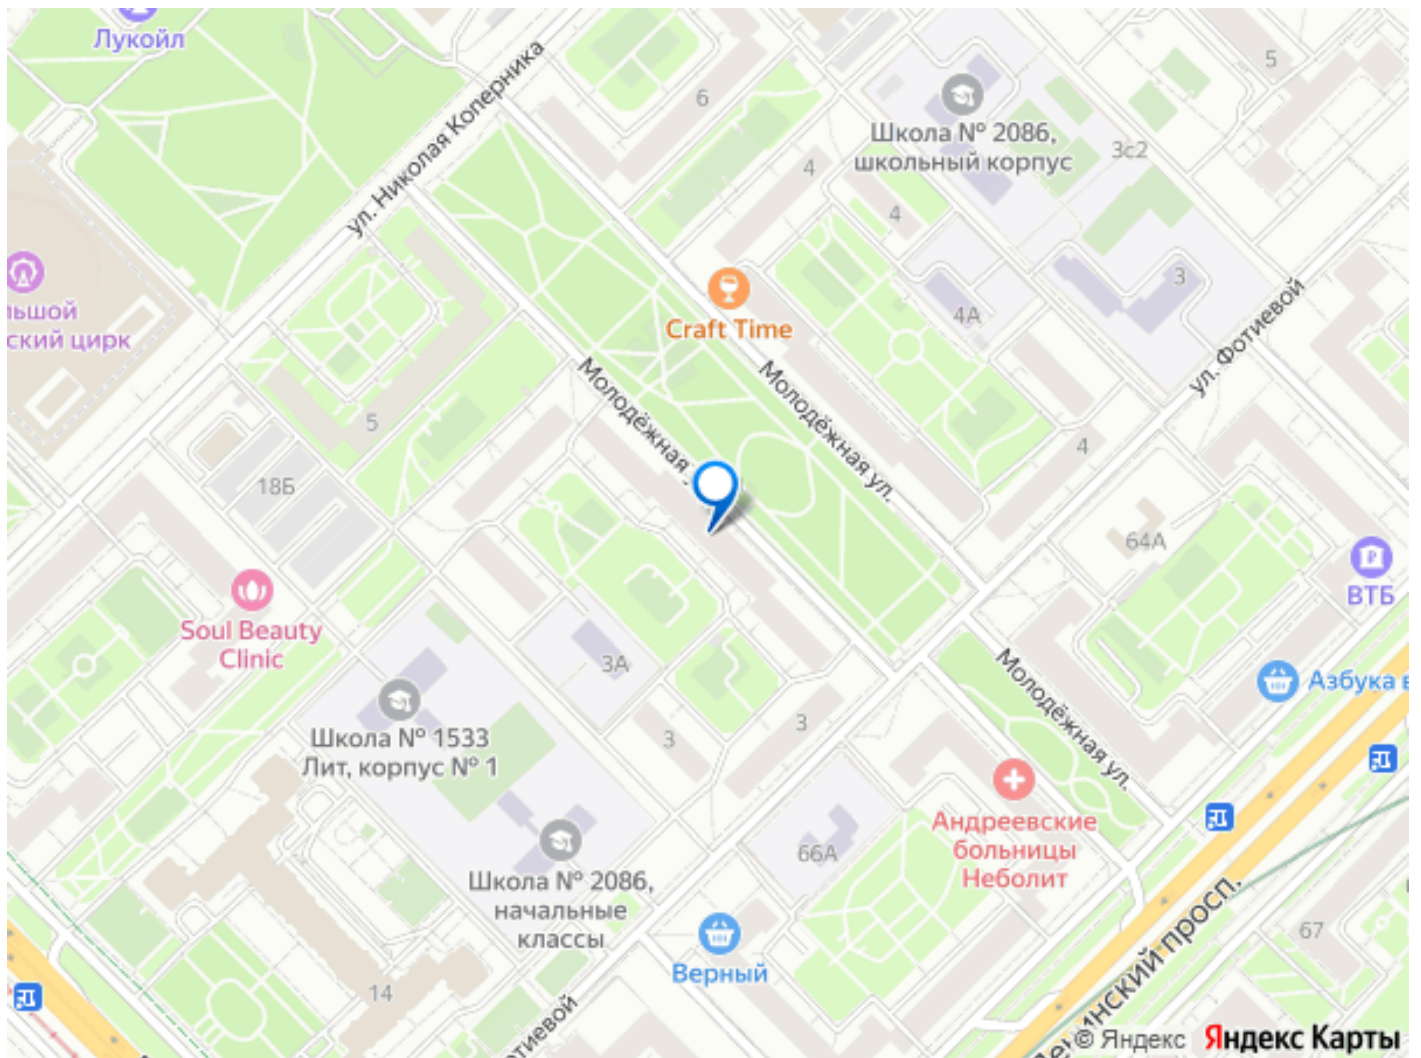 Лукойл
ул. Николая Коперника
6
5
Школа № 2086,
школьный корпус
3с2
4
4
3
4А
льшой
ский цирк
Craft Time
ул. Фотиевой
Молодёжная ул.
Молодёжная у
5
4
18Б
64А
ВТБ
Soul Beauty
Clinic
3А
Молодёжная ул.
Азбука в
Школа № 1533
Лит, корпус № 1
3
3
Андреевские
больницы
Неболит
66А
Школа № 2086,
начальные
классы
Верный
67
14
отиевой
нинский просп.
© Яндекс Яндекс Карты